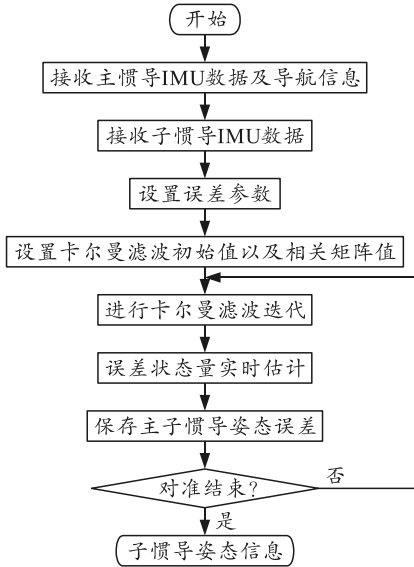 开始
接收主惯导IMU数据及导航信息
接收子惯导IMU数据
设置误差参数
设置卡尔曼滤波初始值以及相关矩阵值
进行卡尔曼滤波迭代
误差状态量实时估计
保存主子惯导姿态误差
对准结束?
否
是
子惯导姿态信息